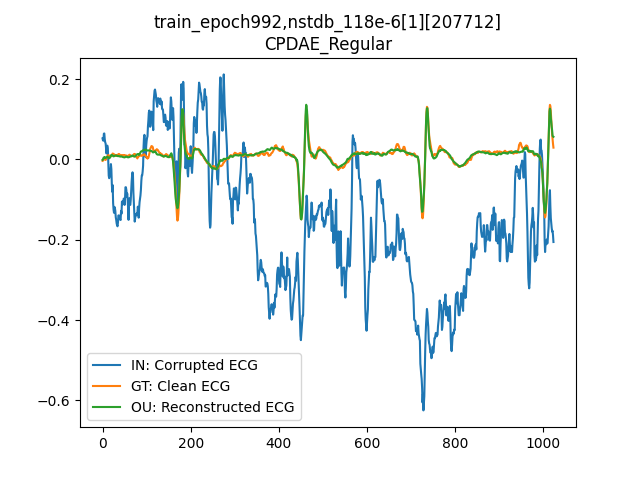 train_epoch992,nstdb_118e-6[1][207712]
CPDAE_Regular
0.2
0.0
−0.2
−0.4
−0.6
IN: Corrupted ECG
GT: Clean ECG
OU: Reconstructed ECG
0 200 400 600 800 1000